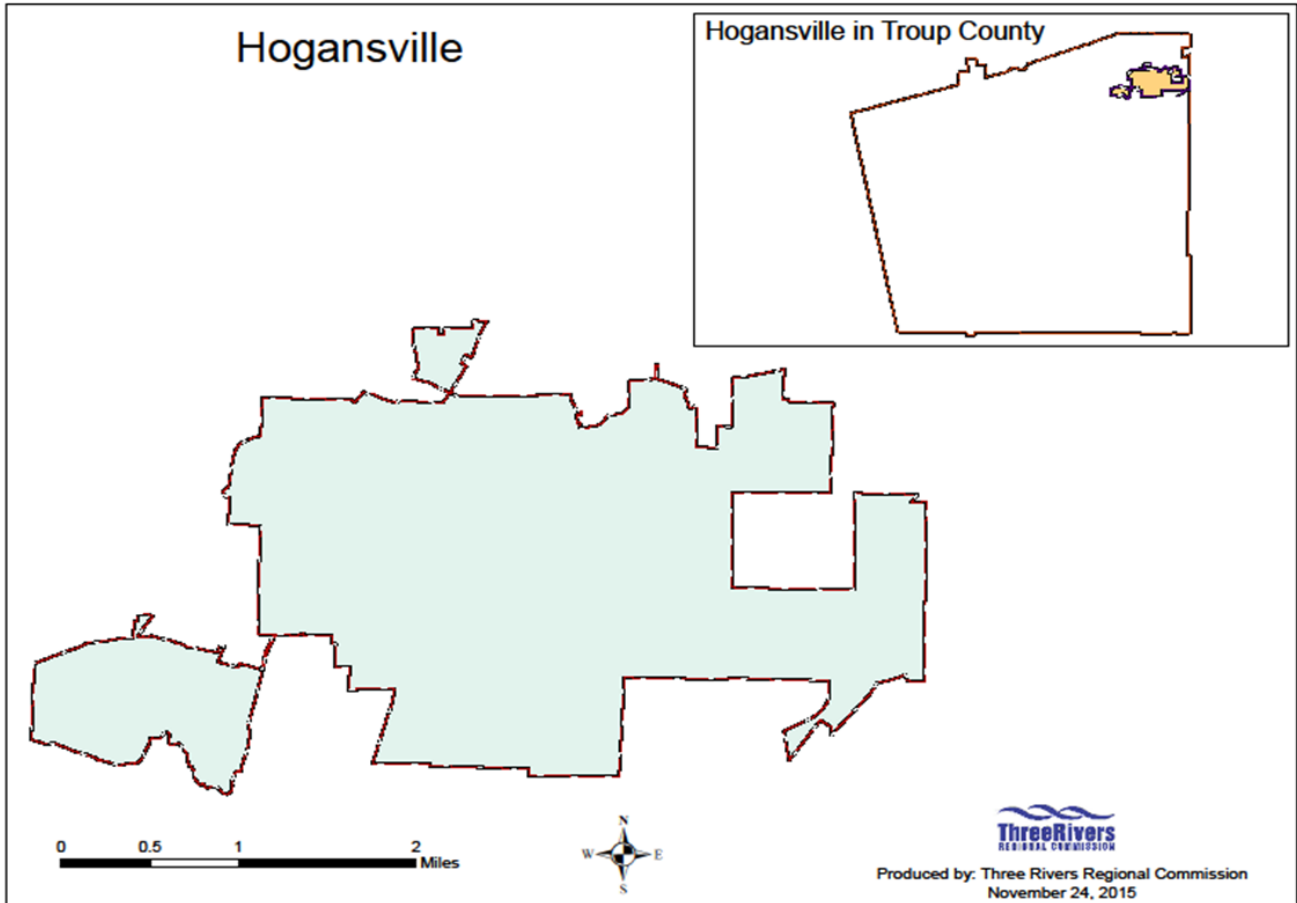 Hogansville
Hogansville in Troup County
0 0.5 1 2
Miles
N
W E
S
ThreeRivers
REGIONAL COMMISSION
Produced by: Three Rivers Regional Commission
November 24, 2015